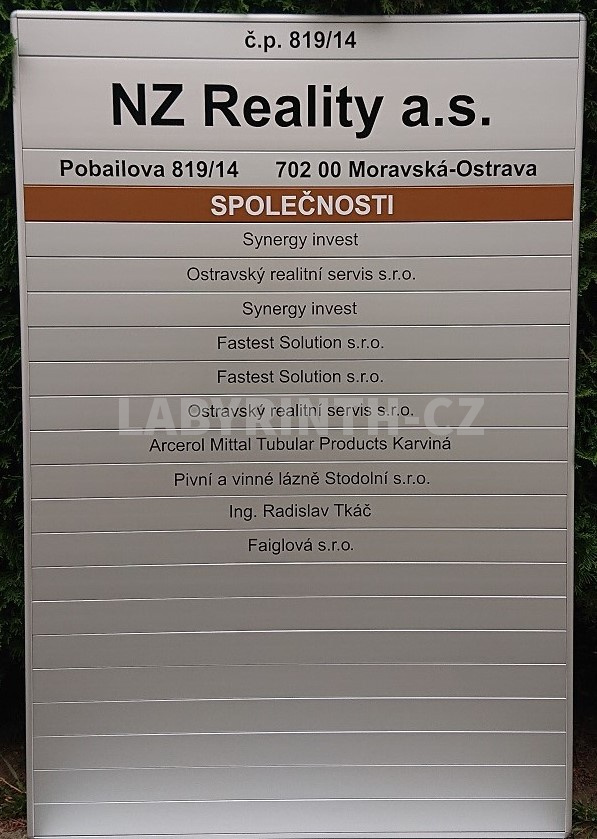 č.p. 819/14
NZ Reality a.s.
Pobailova 819/14 702 00 Moravská-Ostrava
SPOLEČNOSTI
Synergy invest
Ostravský realitní servis s.r.o.
Synergy invest
Fastest Solution s.r.o.
Fastest Solution s.r.o.
Ostravský realitní servis s.r.o.
LABYRINTH-CZ
Arcerol Mittal Tubular Products Karviná
Pivní a vinné lázně Stodolní s.r.o.
Ing. Radislav Tkáč
Faiglová s.r.o.